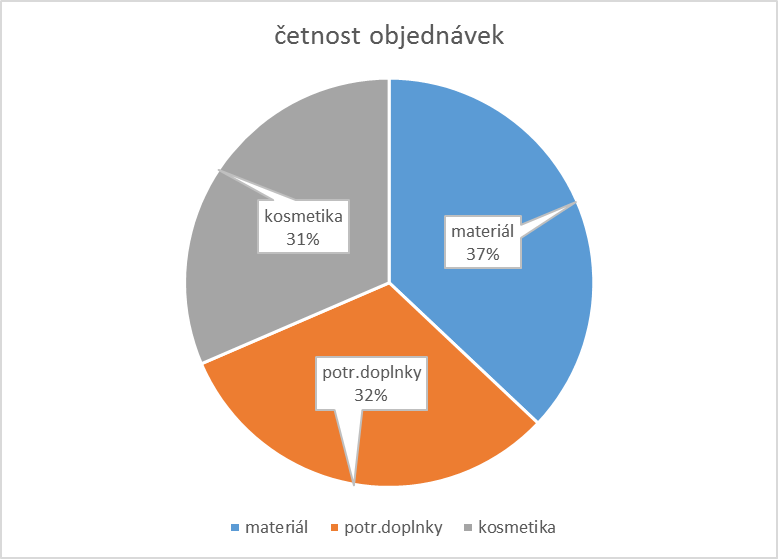 četnost objednávek
kosmetika
31%
materiál
37%
potr.doplnky
32%
materiál potr.doplnky kosmetika